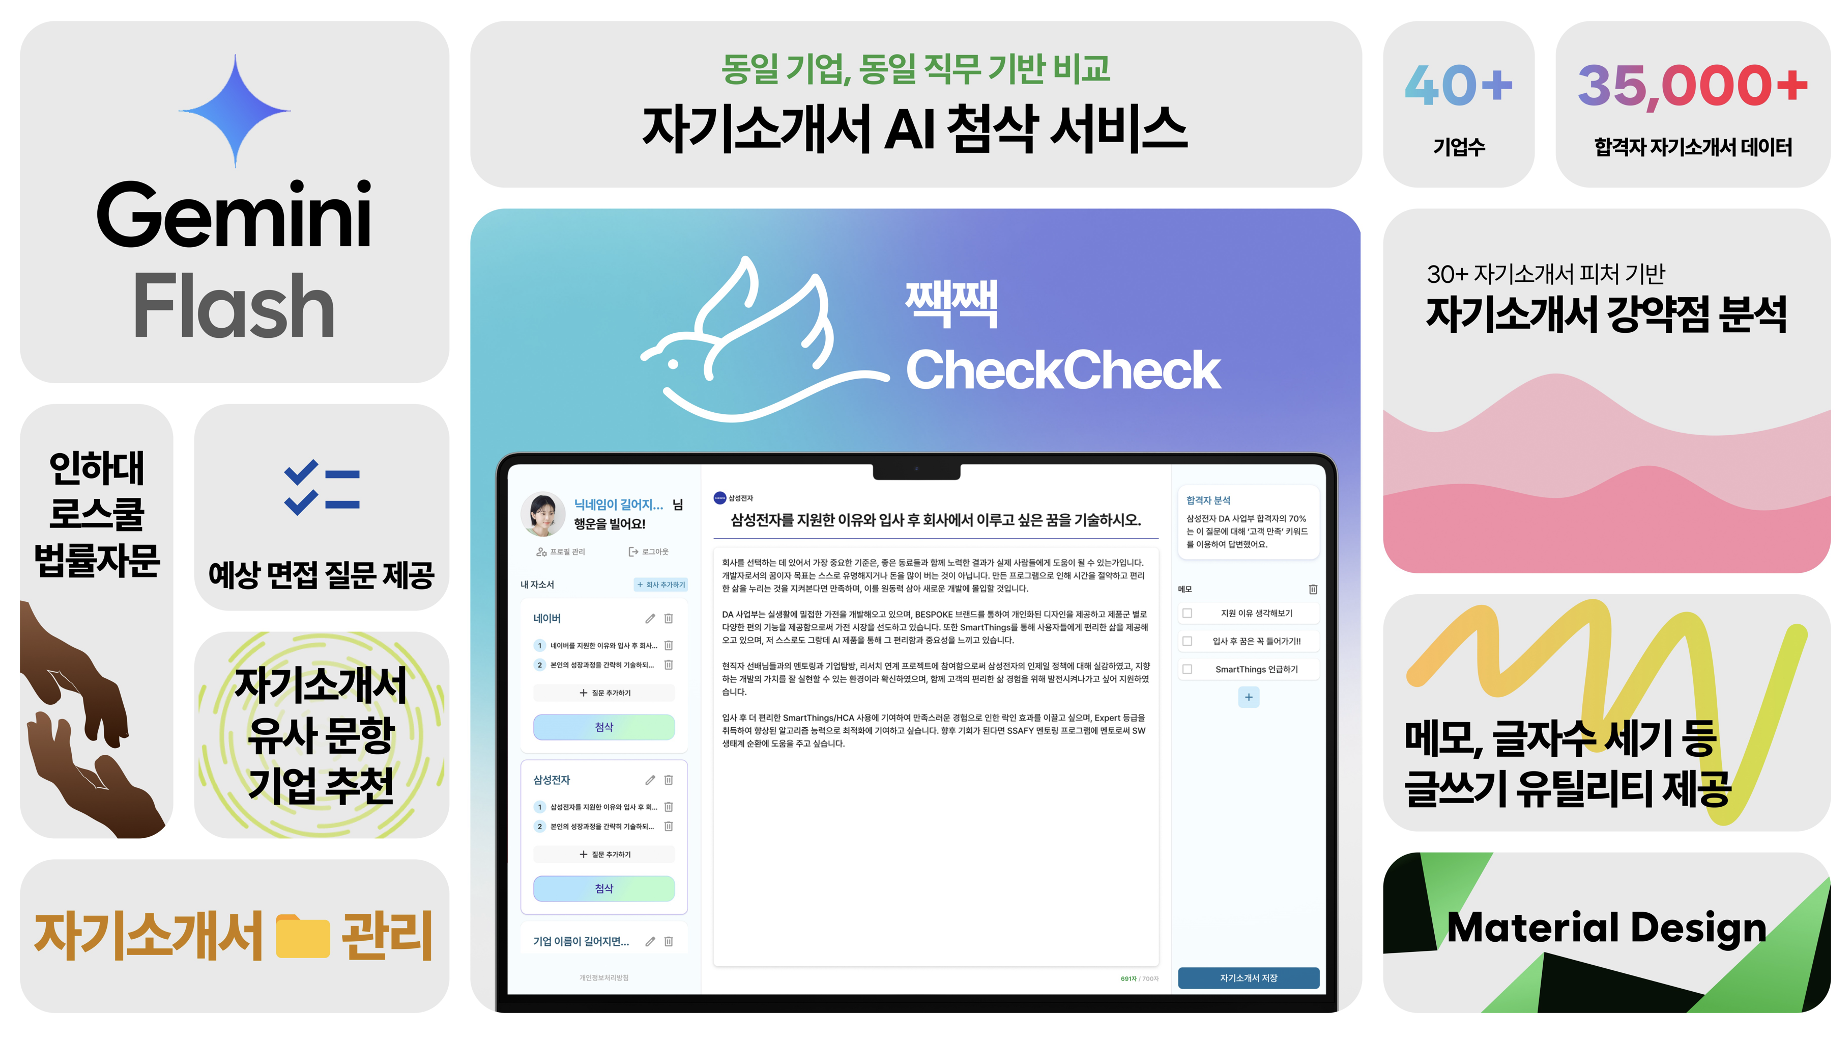 Gemini
Flash
동일 기업, 동일 직무 기반 비교
자기소개서 AI 첨삭 서비스
40+
기업수
35,000+
합격자 자기소개서 데이터
짹짹
CheckCheck
30+ 자기소개서 피처 기반
자기소개서 강약점 분석
인하대
로스쿨
법률자문
예상 면접 질문 제공
자기소개서
유사 문항
기업 추천
자기소개서 관리
닉네임이 길어지... 님
행운을 빌어요!
프로필 관리
로그아웃
내 자소서
+ 회사 추가하기
네이버
1 네이버를 지원한 이유와 입사 후 회사...
2 본인의 성장과정을 간략히 기술하되...
+ 질문 추가하기
첨삭
삼성전자
1 삼성전자를 지원한 이유와 입사 후 회...
2 본인의 성장과정을 간략히 기술하되...
+ 질문 추가하기
첨삭
기업 이름이 길어지면...
개인정보처리방침
삼성전자
삼성전자를 지원한 이유와 입사 후 회사에서 이루고 싶은 꿈을 기술하시오.
회사를 선택하는 데 있어서 가장 중요한 기준은, 좋은 동료들과 함께 노력한 결과가 실제 사람들에게 도움이 될 수 있는가입니다.
개발자로서의 꿈이자 목표는 스스로 유명해지거나 돈을 많이 버는 것이 아닙니다. 만든 프로그램으로 인해 시간을 절약하고 편리
한 삶을 누리는 것을 지켜본다면 만족하며, 이를 원동력 삼아 새로운 개발에 몰입할 것입니다.
DA 사업부는 실생활에 밀접한 가전을 개발해오고 있으며, BESPOKE 브랜드를 통하여 개인화된 디자인을 제공하고 제품군 별로
다양한 편의 기능을 제공함으로써 가전 시장을 선도하고 있습니다. 또한 SmartThings를 통해 사용자들에게 편리한 삶을 제공해
오고 있으며, 저 스스로도 그랑데 AI 제품을 통해 그 편리함과 중요성을 느끼고 있습니다.
현직자 선배님들과의 멘토링과 기업탐방, 리서치 연계 프로젝트에 참여함으로써 삼성전자의 인제일 정책에 대해 실감하였고, 지향
하는 개발의 가치를 잘 실현할 수 있는 환경이라 확신하였으며, 함께 고객의 편리한 삶 경험을 위해 발전시켜나가고 싶어 지원하였
습니다.
입사 후 더 편리한 SmartThings/HCA 사용에 기여하여 만족스러운 경험으로 인한 락인 효과를 이끌고 싶으며, Expert 등급을
취득하여 향상된 알고리즘 능력으로 최적화에 기여하고 싶습니다. 향후 기회가 된다면 SSAFY 멘토링 프로그램에 멘토로써 SW
생태계 순환에 도움을 주고 싶습니다.
691자 / 700자
합격자 분석
삼성전자 DA 사업부 합격자의 70%
는 이 질문에 대해 '고객 만족' 키워드
를 이용하여 답변했어요.
메모
지원 이유 생각해보기
입사 후 꿈은 꼭 들어가기!!
SmartThings 언급하기
+
자기소개서 저장
메모, 글자수 세기 등
글쓰기 유틸리티 제공
Material Design